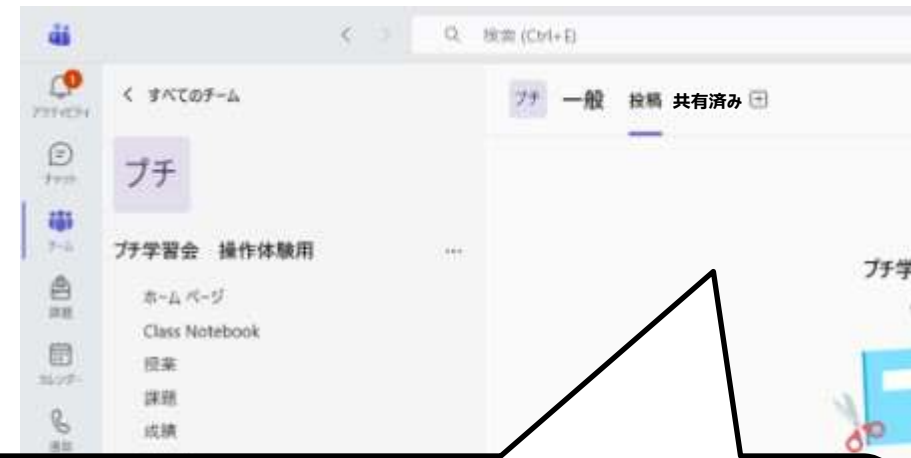 検索 (Ctrl+E)
1
アクティビティ
チャット
チーム
課題
カレンダー
通話
すべてのチーム
プチ
プチ学習会　操作体験用
ホーム ページ
Class Notebook
授業
課題
成績
プチ 一般 投稿 共有済み
プチ学